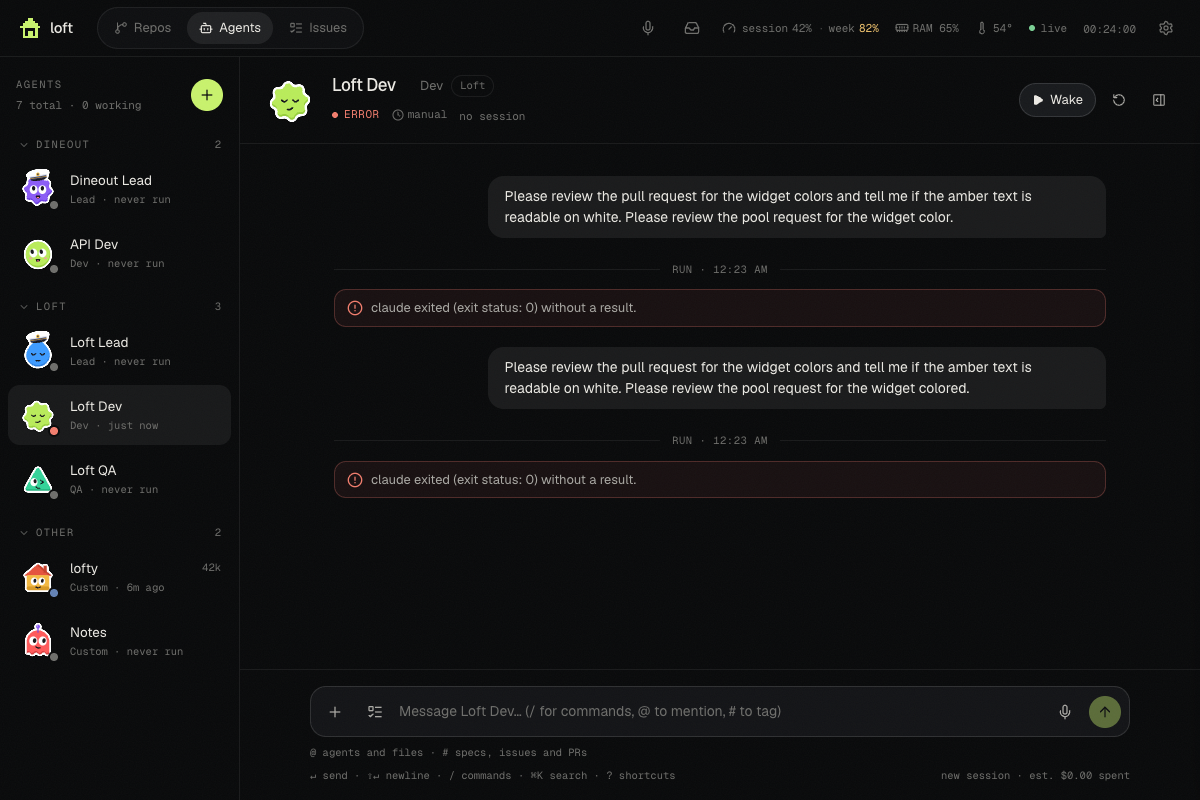 loft
Repos
Agents
Issues
session 42% · week 82%
RAM 65%
54°
live
00:24:00
AGENTS
7 total · 0 working
DINEOUT 2
Dineout Lead
Lead · never run
API Dev
Dev · never run
LOFT 3
Loft Lead
Lead · never run
Loft Dev
Dev · just now
Loft QA
QA · never run
OTHER 2
lofty 42k
Custom · 6m ago
Notes
Custom · never run
Loft Dev Dev Loft
ERROR manual no session
Wake
Please review the pull request for the widget colors and tell me if the amber text is
readable on white. Please review the pool request for the widget color.
RUN · 12:23 AM
claude exited (exit status: 0) without a result.
Please review the pull request for the widget colors and tell me if the amber text is
readable on white. Please review the pool request for the widget colored.
RUN · 12:23 AM
claude exited (exit status: 0) without a result.
Message Loft Dev… (/ for commands, @ to mention, # to tag)
@ agents and files · # specs, issues and PRs
↵ send · ⇧↵ newline · / commands · ⌘K search · ? shortcuts
new session · est. $0.00 spent